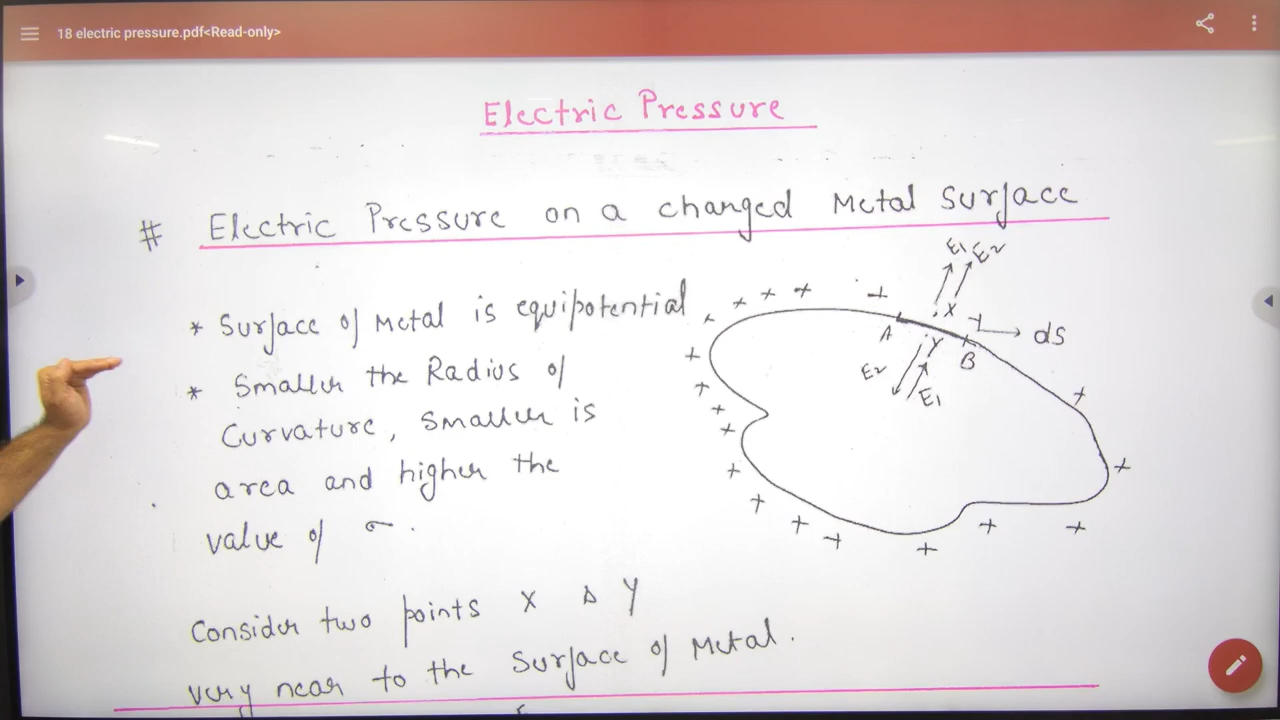 18 electric pressure.pdf<Read-only>
Electric Pressure
# Electric Pressure on a changed Metal Surface
* Surface of Metal is equipotential
* Smaller the Radius of
Curvature, Smaller is
area and higher the
value of σ.
Consider two points X & Y
very near to the Surface of Metal.
E1 E2
X
A
Y
B
dS
E2
E1